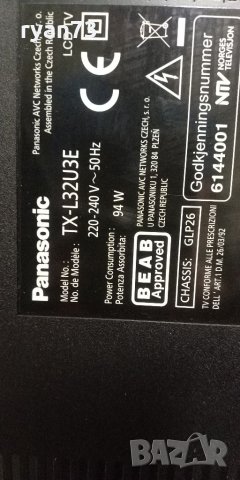 ryan73
Panasonic AVC Networks Czech, s.r.o.
Assembled in the Czech Republic
LCD TV
Panasonic
Model No.:
No. de Modèle :
TX-L32U3E
220-240 V ~ 50 Hz
Power Consumption :
Potenza Assorbita:
94 W
BEAB
Approved
PANASONIC AVC NETWORKS CZECH, s.r.o.
U PANASONIKU 1, 320 84 PLZEŇ
CZECH REPUBLIC
CHASSIS: GLP26
TV CONFORME ALLE PRESCRIZIONI
DELL' ART.1 D.M. 26/03/92
Godkjenningsnummer
6144001
NTV NORGES
TELEVISJON
BAZAR